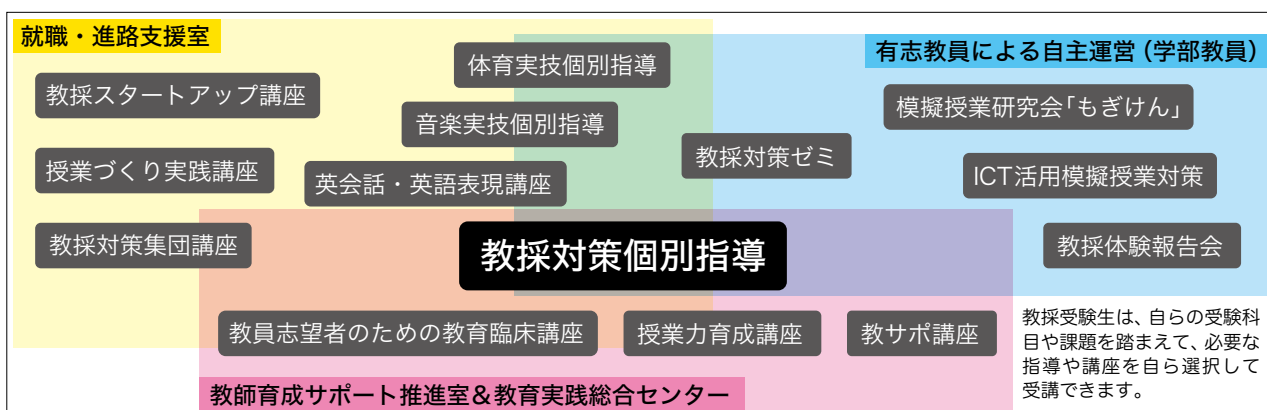 就職・進路支援室
有志教員による自主運営（学部教員）
体育実技個別指導
教採スタートアップ講座
模擬授業研究会「もぎけん」
音楽実技個別指導
教採対策ゼミ
授業づくり実践講座
英会話・英語表現講座
ICT活用模擬授業対策
教採対策集団講座
教採対策個別指導
教採体験報告会
教員志望者のための教育臨床講座
授業力育成講座
教サポ講座
教採受験生は、自らの受験科
目や課題を踏まえて、必要な
指導や講座を自ら選択して
受講できます。
教師育成サポート推進室＆教育実践総合センター